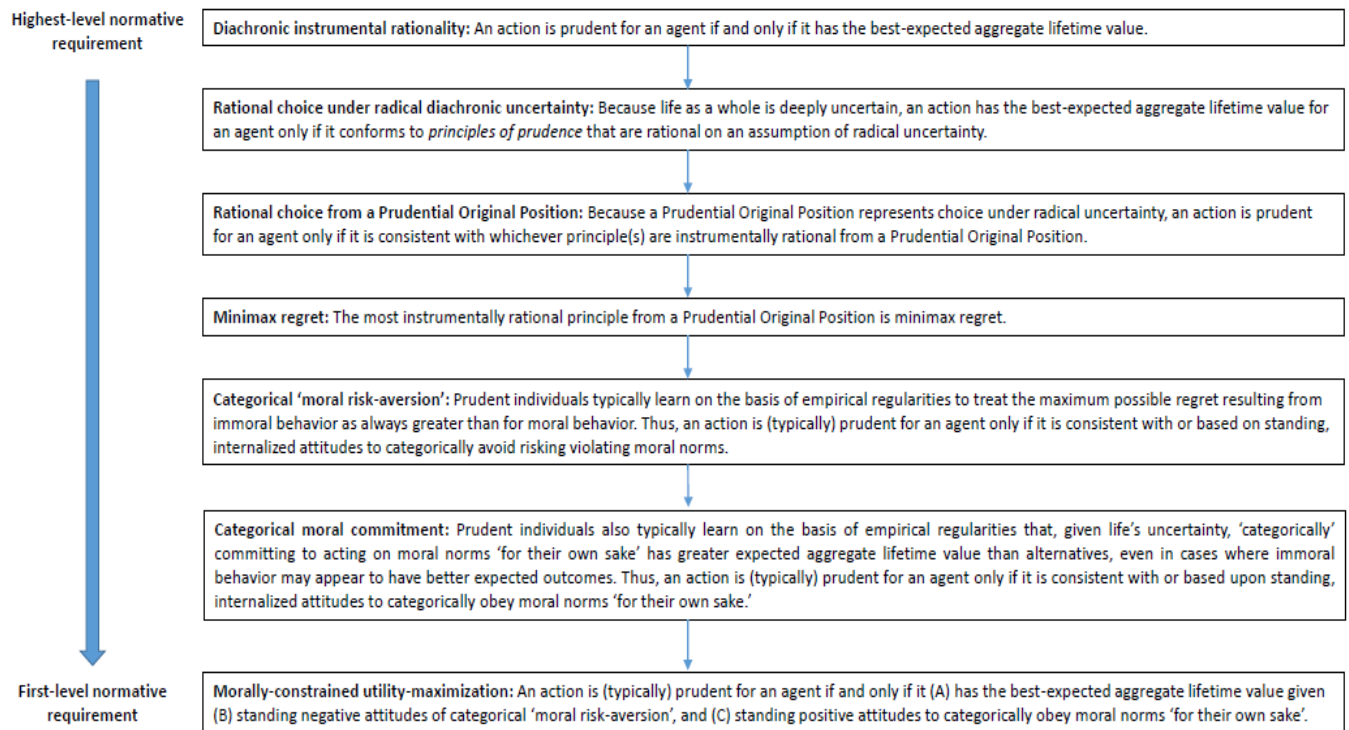 Highest-level normative
requirement
Diachronic instrumental rationality: An action is prudent for an agent if and only if it has the best-expected aggregate lifetime value.
Rational choice under radical diachronic uncertainty: Because life as a whole is deeply uncertain, an action has the best-expected aggregate lifetime value for
an agent only if it conforms to principles of prudence that are rational on an assumption of radical uncertainty.
Rational choice from a Prudential Original Position: Because a Prudential Original Position represents choice under radical uncertainty, an action is prudent
for an agent only if it is consistent with whichever principle(s) are instrumentally rational from a Prudential Original Position.
Minimax regret: The most instrumentally rational principle from a Prudential Original Position is minimax regret.
Categorical 'moral risk-aversion': Prudent individuals typically learn on the basis of empirical regularities to treat the maximum possible regret resulting from
immoral behavior as always greater than for moral behavior. Thus, an action is (typically) prudent for an agent only if it is consistent with or based on standing,
internalized attitudes to categorically avoid risking violating moral norms.
Categorical moral commitment: Prudent individuals also typically learn on the basis of empirical regularities that, given life's uncertainty, 'categorically'
committing to acting on moral norms 'for their own sake' has greater expected aggregate lifetime value than alternatives, even in cases where immoral
behavior may appear to have better expected outcomes. Thus, an action is (typically) prudent for an agent only if it is consistent with or based upon standing,
internalized attitudes to categorically obey moral norms 'for their own sake.'
First-level normative
requirement
Morally-constrained utility-maximization: An action is (typically) prudent for an agent if and only if it (A) has the best-expected aggregate lifetime value given
(B) standing negative attitudes of categorical 'moral risk-aversion', and (C) standing positive attitudes to categorically obey moral norms 'for their own sake'.